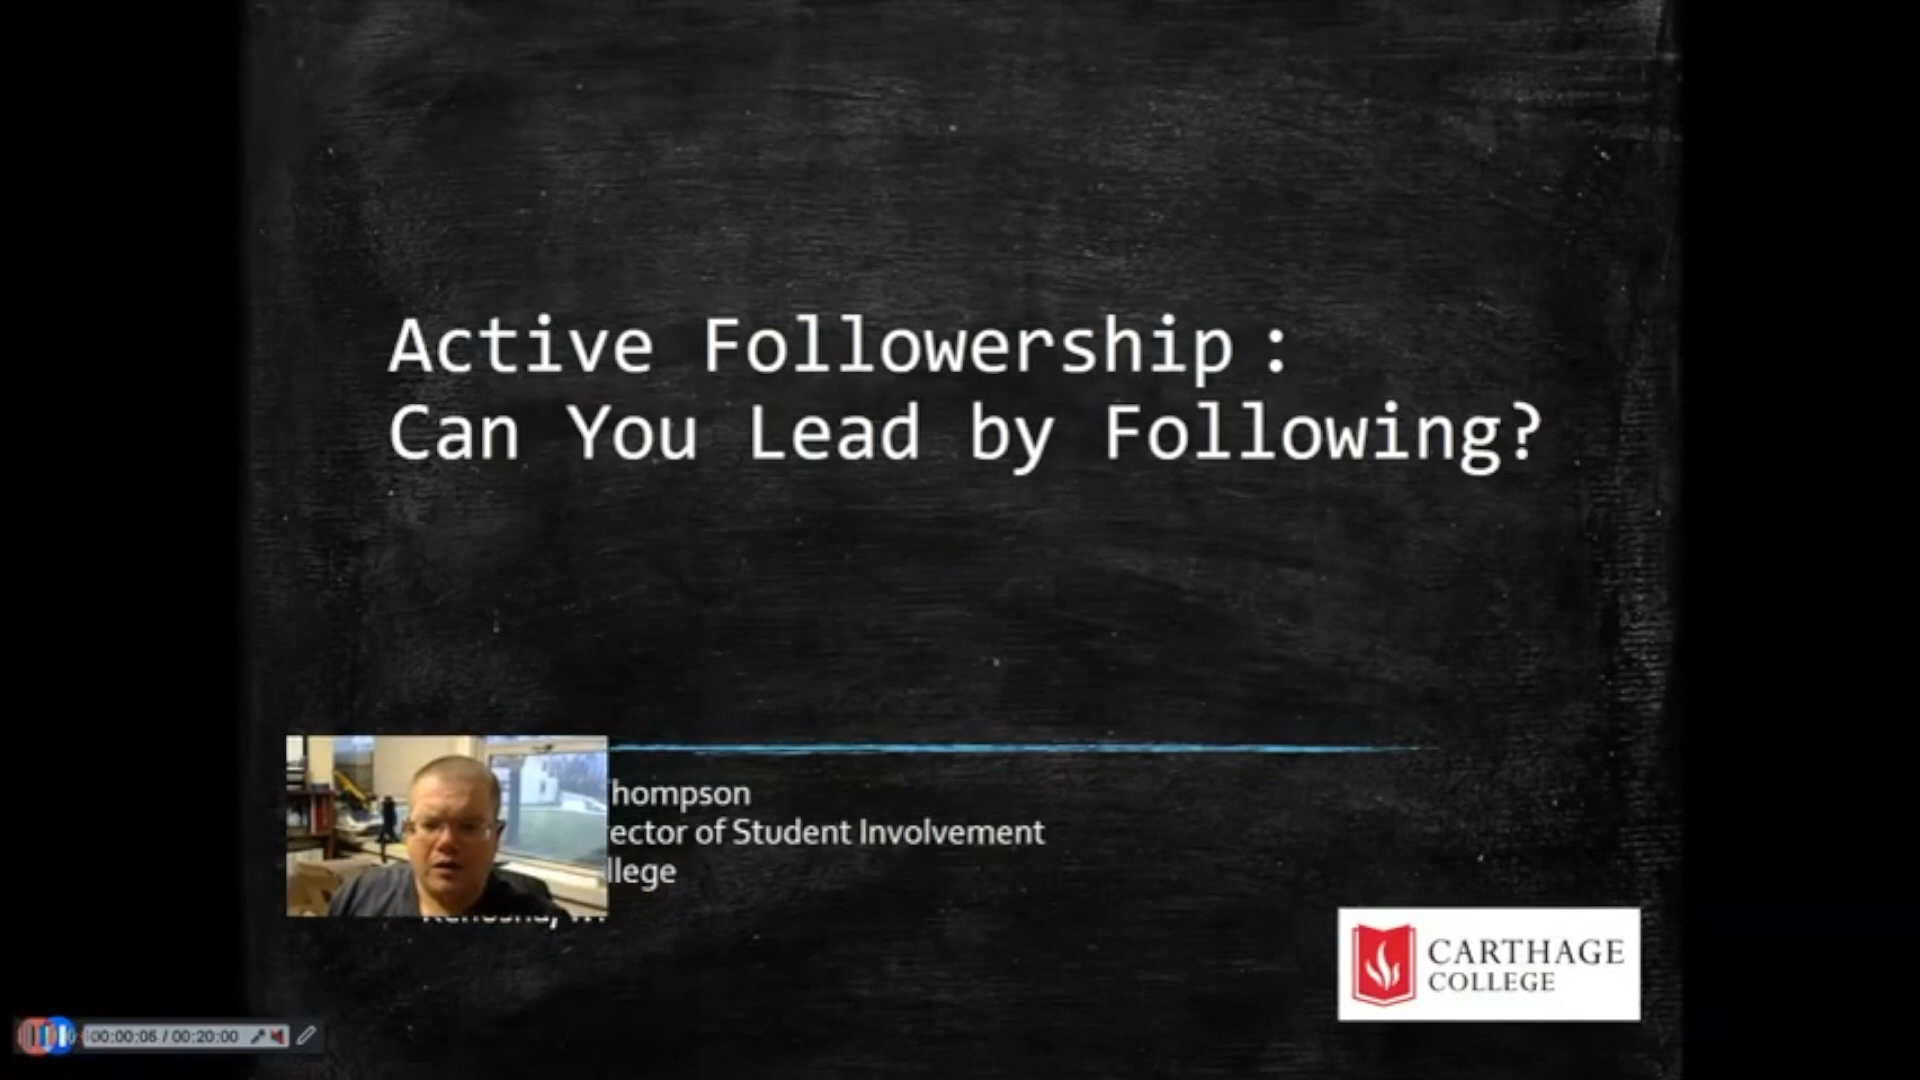 Active Followership :
Can You Lead by Following?
hompson
ector of Student Involvement
llege
CARTHAGE
COLLEGE
00:00:05 / 00:20:00